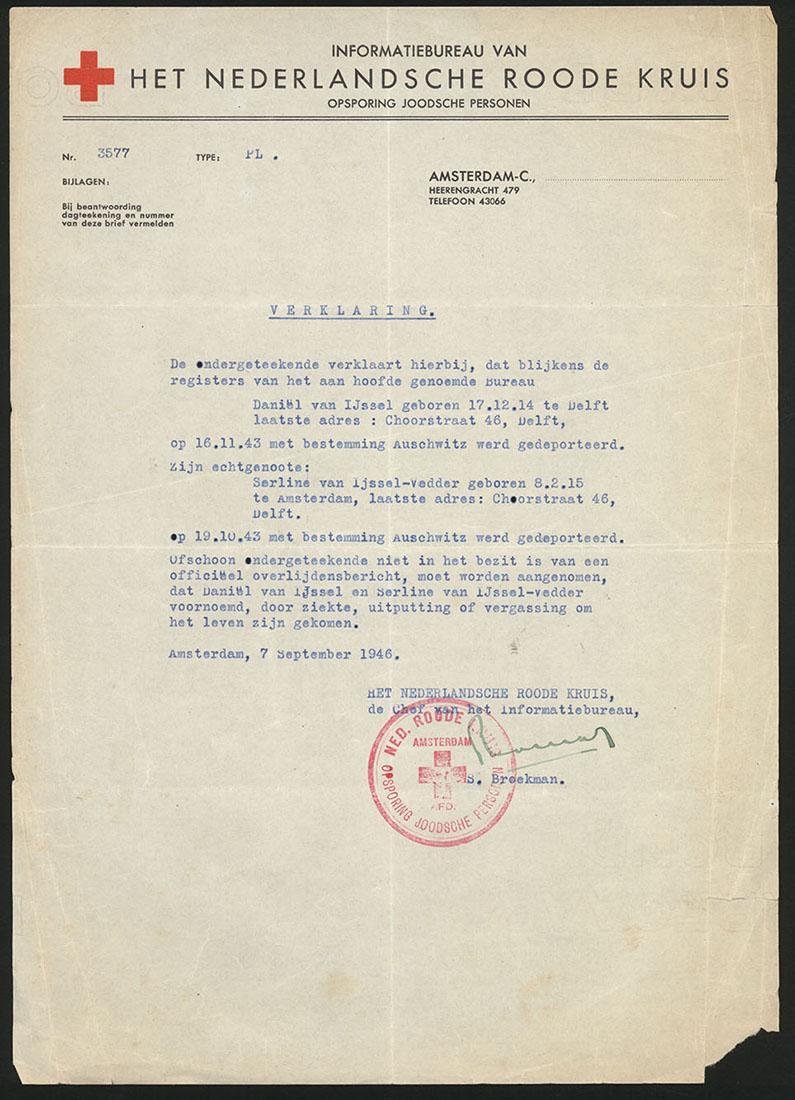 INFORMATIEBUREAU VAN
HET NEDERLANDSCHE ROODE KRUIS
OPSPORING JOODSCHE PERSONEN
Nr. 3577 TYPE: PL .
BIJLAGEN:
Bij beantwoording
dagteekening en nummer
van deze brief vermelden
AMSTERDAM-C.,
HEERENGRACHT 479
TELEFOON 43066
VERKLARING.
De ondergeteekende verklaart hierbij, dat blijkens de
registers van het aan hoofde genoemde Bureau
Daniël van IJssel geboren 17.12.14 te Delft
laatste adres : Choorstraat 46, Delft,
op 16.11.43 met bestemming Auschwitz werd gedeporteerd.
Zijn echtgenoote:
Serline van Ijssel-Vedder geboren 8.2.15
te Amsterdam, laatste adres: Choorstraat 46,
Delft.
op 19.10.43 met bestemming Auschwitz werd gedeporteerd.
Ofschoon ondergeteekende niet in het bezit is van een
officiëel overlijdensbericht, moet worden aangenomen,
dat Daniël van IJssel en Serline van IJssel-Vedder
voornoemd, door ziekte, uitputting of vergassing om
het leven zijn gekomen.
Amsterdam, 7 September 1946.
HET NEDERLANDSCHE ROODE KRUIS,
de Chef van het Informatiebureau,
S. Broekman.
NED. ROODE KRUIS
AMSTERDAM
AFD.
OPSPORING JOODSCHE PERSONEN